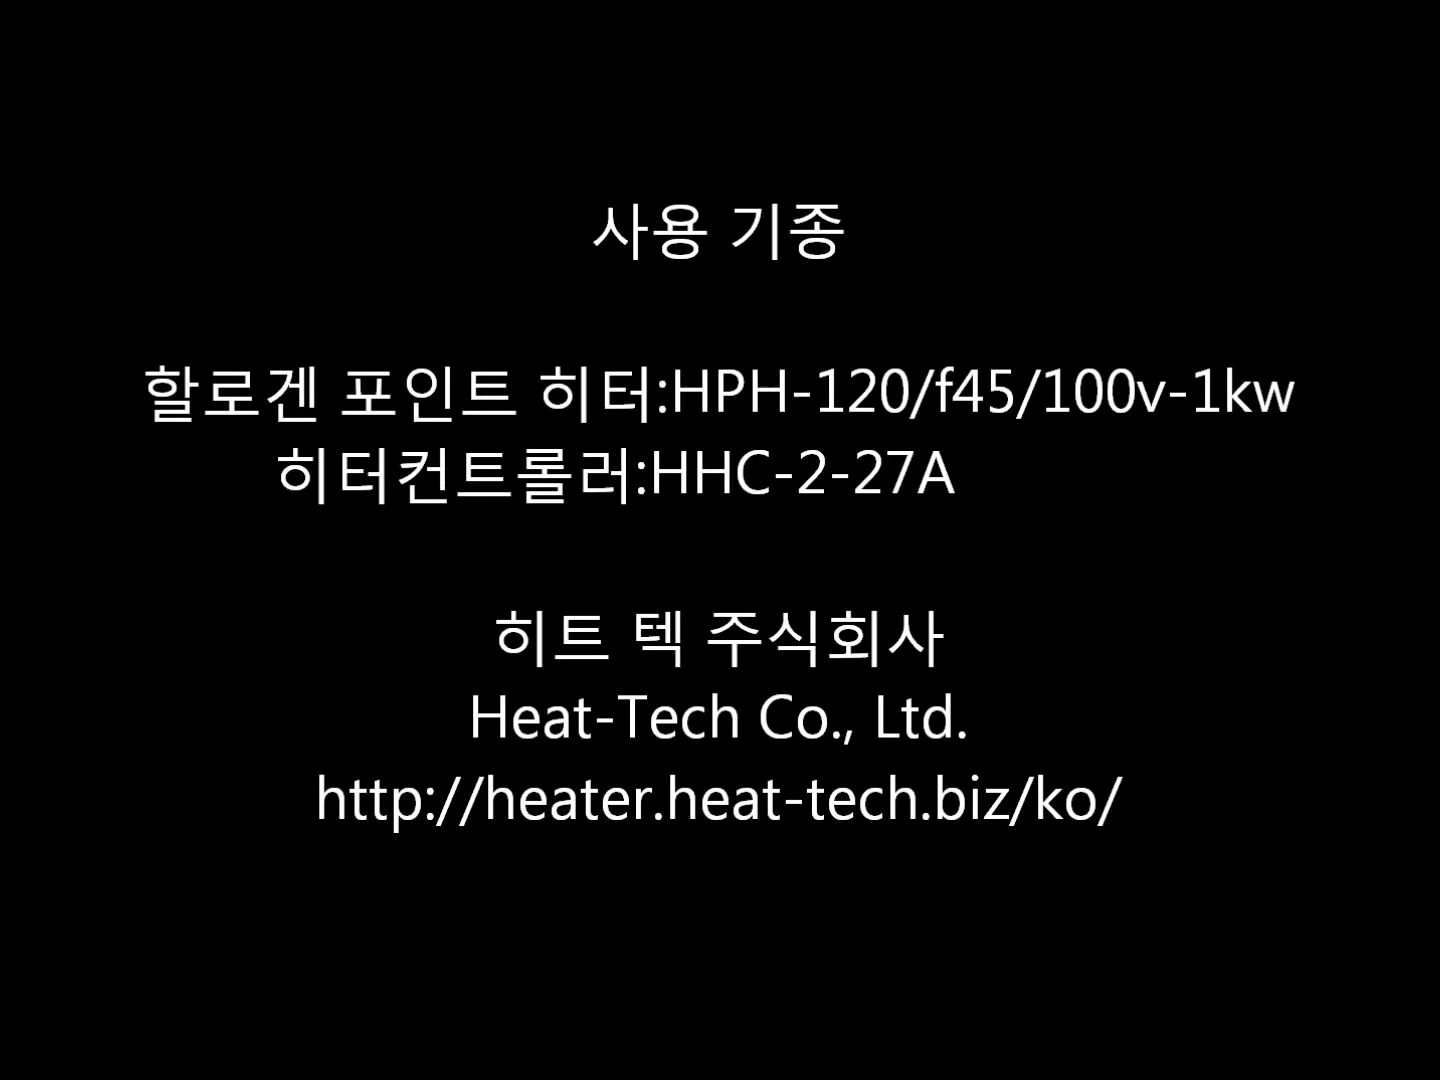 사용 기종
할로겐 포인트 히터:HPH-120/f45/100v-1kw
히터컨트롤러:HHC-2-27A
히트 텍 주식회사
Heat-Tech Co., Ltd.
http://heater.heat-tech.biz/ko/